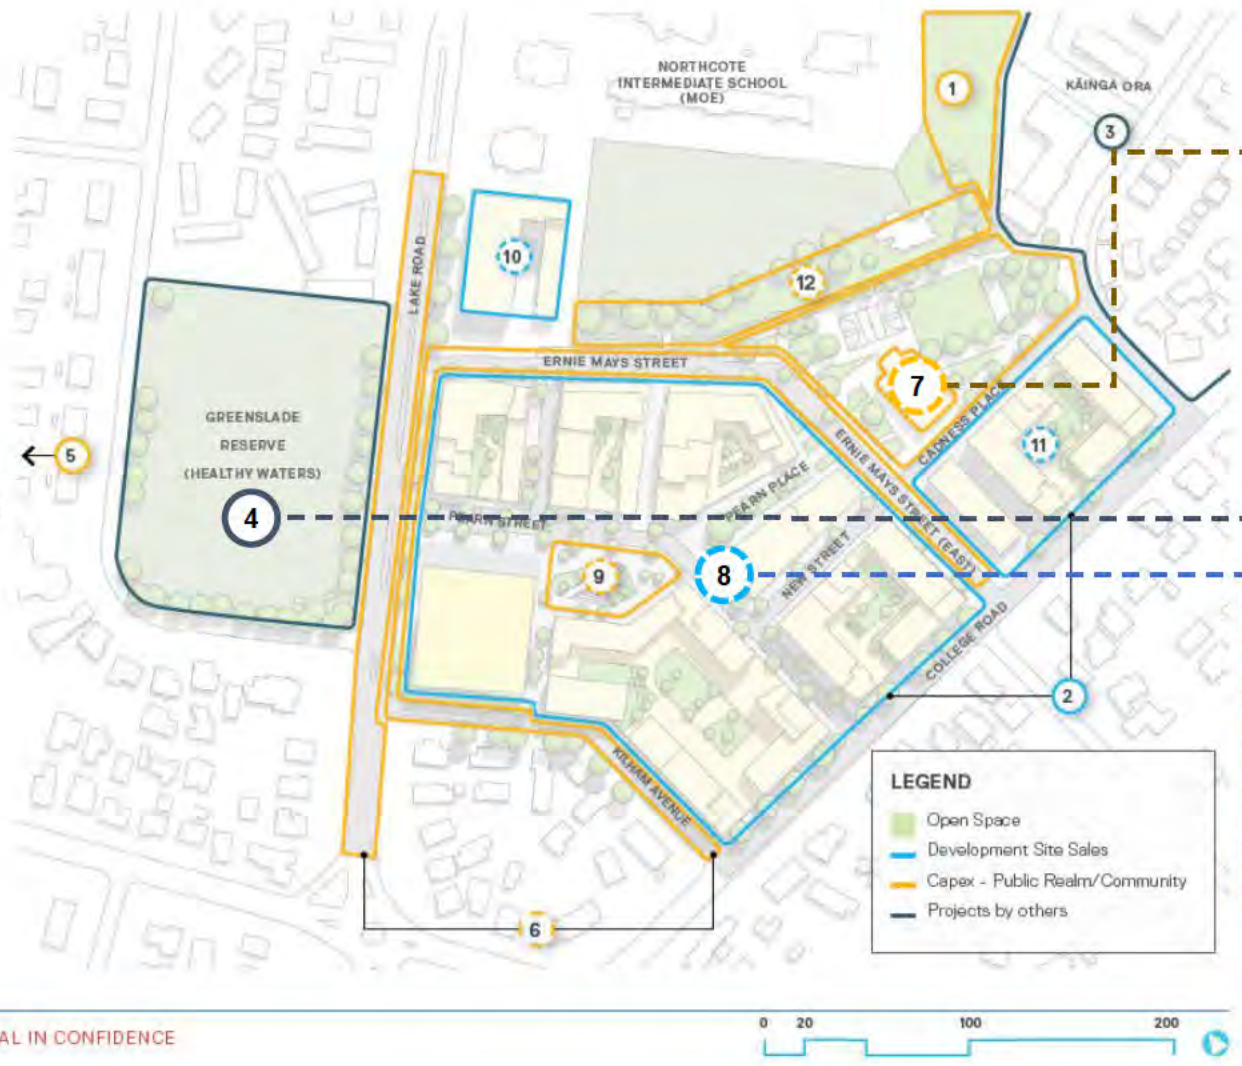 NORTHCOTE
INTERMEDIATE SCHOOL
(MOE)
1
KĀINGA ORA
3
LAKE ROAD
10
12
ERNIE MAYS STREET
7
CADNESS PLACE
GREENSLADE
RESERVE
(HEALTHY WATERS)
5
4
11
ERNIE MAYS STREET (EAST)
PEARN PLACE
PEARN STREET
9
8
NEW STREET
COLLEGE ROAD
2
KILHAM AVENUE
6
LEGEND
Open Space
Development Site Sales
Capex - Public Realm/Community
Projects by others
AL IN CONFIDENCE
0 20 100 200